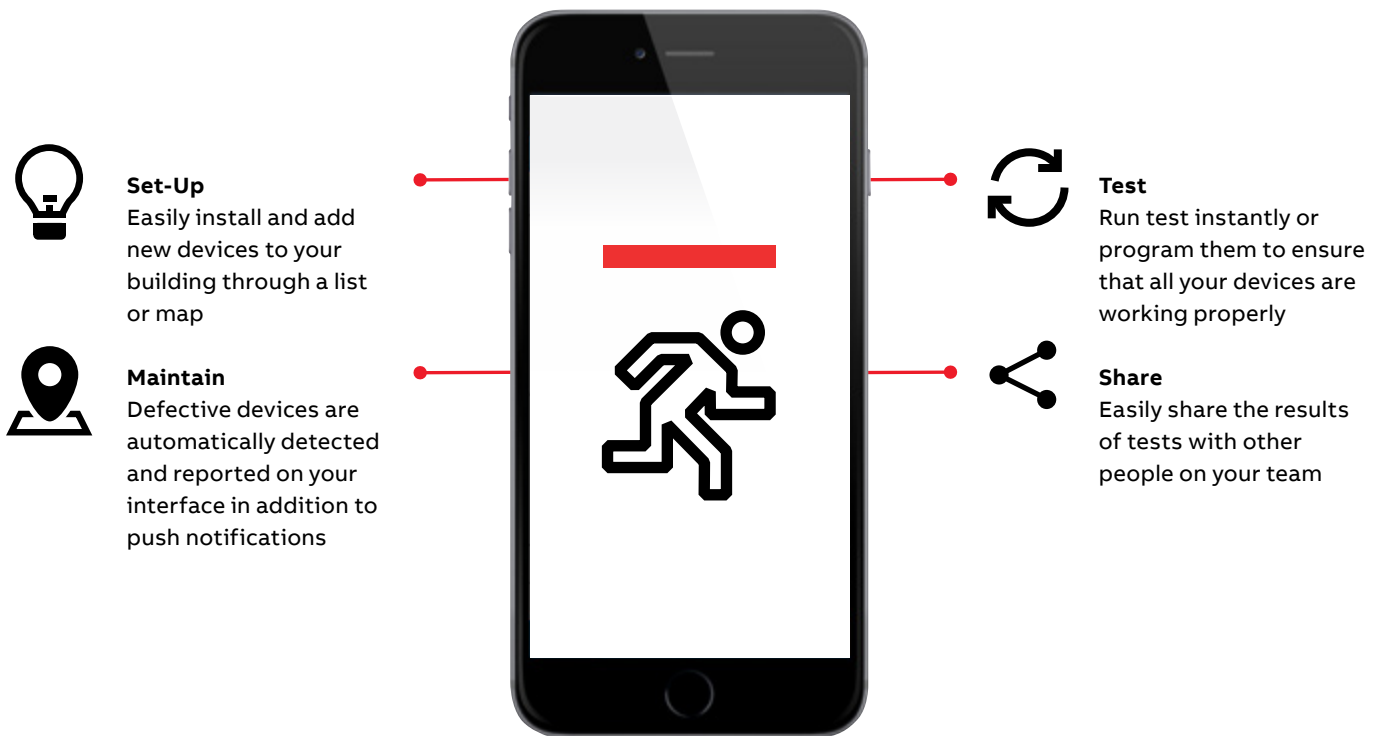 Set-Up
Easily install and add
new devices to your
building through a list
or map
Maintain
Defective devices are
automatically detected
and reported on your
interface in addition to
push notifications
Test
Run test instantly or
program them to ensure
that all your devices are
working properly
Share
Easily share the results
of tests with other
people on your team